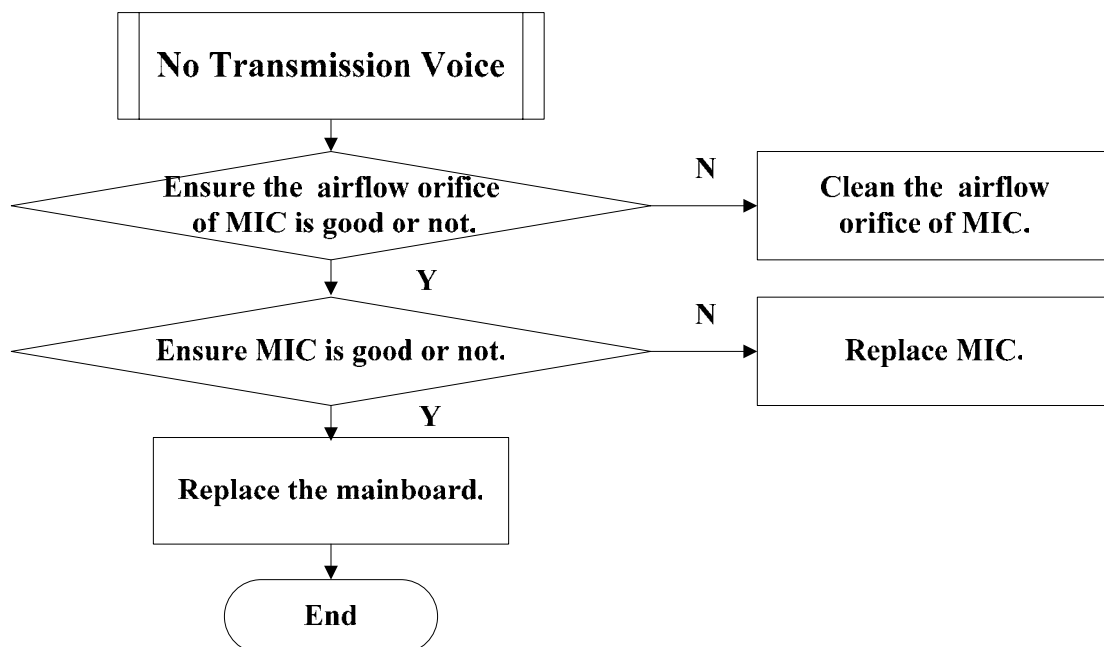 No Transmission Voice
N
Ensure the airflow orifice
of MIC is good or not.
Clean the airflow
orifice of MIC.
Y
N
Ensure MIC is good or not.
Replace MIC.
Y
Replace the mainboard.
End